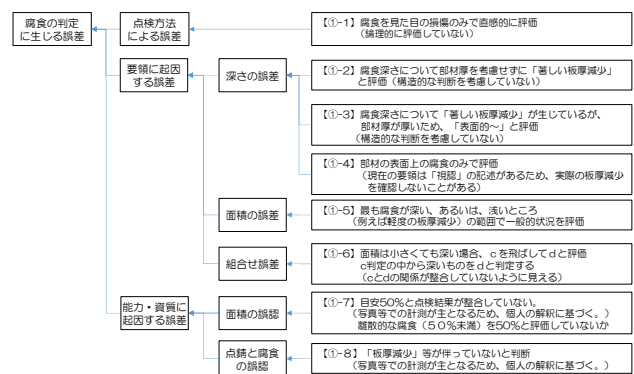 腐食の判定
に生じる誤差
点検方法
による誤差
【①-1】腐食を見た目の損傷のみで直感的に評価
(論理的に評価していない)
要領に起因
する誤差
深さの誤差
【①-2】腐食深さについて部材厚を考慮せずに「著しい板厚減少」
と評価(構造的な判断を考慮していない)
【①-3】腐食深さについて「著しい板厚減少」が生じているが、
部材厚が厚いため、「表面的～」と評価
(構造的な判断を考慮していない)
【①-4】部材の表面上の腐食のみで評価
(現在の要領は「視認」の記述があるため、実際の板厚減少
を確認しないことがある)
面積の誤差
【①-5】最も腐食が深い、あるいは、浅いところ
(例えば軽度の板厚減少)の範囲で一般的状況を評価
組合せ誤差
【①-6】面積は小さくても深い場合、cを飛ばしてdと評価
c判定の中から深いものをdと判定する
(cとdの関係が整合していないように見える)
能力・資質に
起因する誤差
面積の誤認
【①-7】目安50%と点検結果が整合していない。
(写真等での計測が主となるため、個人の解釈に基づく。)
離散的な腐食(50%未満)を50%と評価していないか
点錆と腐食
の誤認
【①-8】「板厚減少」等が伴っていないと判断
(写真等での計測が主となるため、個人の解釈に基づく。)